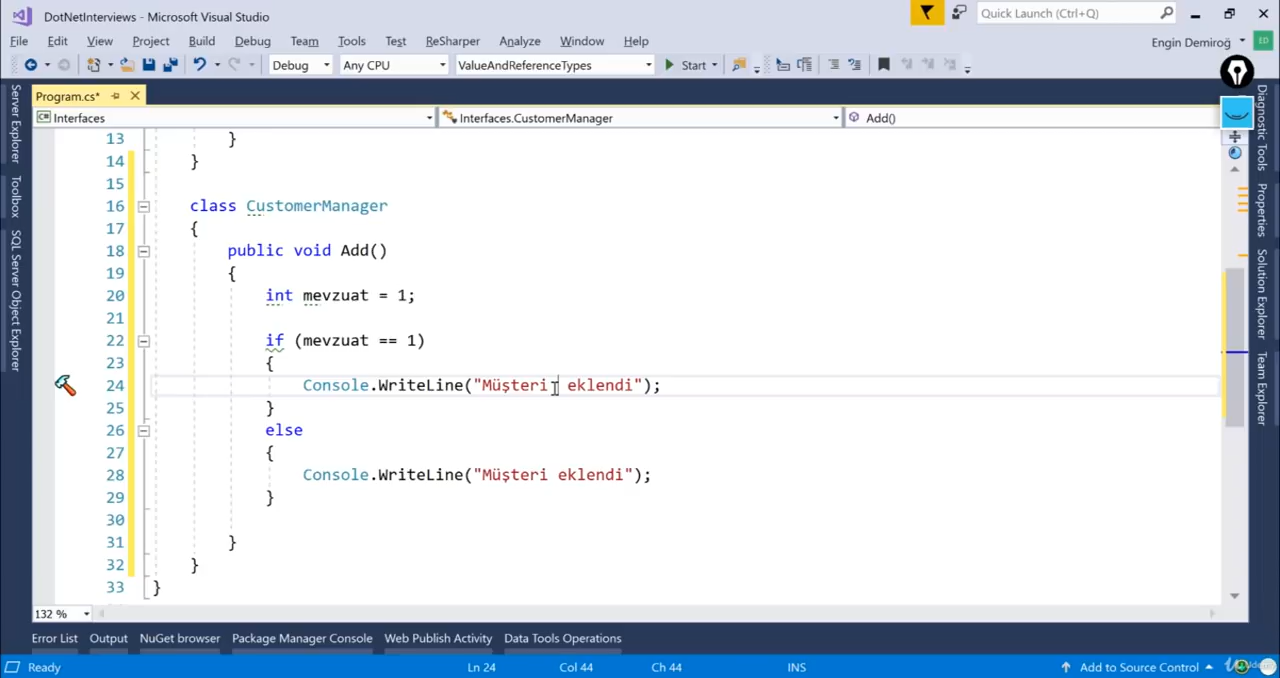 DotNetInterviews - Microsoft Visual Studio
Quick Launch (Ctrl+Q)
File Edit View Project Build Debug Team Tools Test ReSharper Analyze Window Help
Engin Demiroğ ED
Debug Any CPU ValueAndReferenceTypes Start
Program.cs*
Interfaces Interfaces.CustomerManager Add()
Server Explorer
Toolbox
SQL Server Object Explorer
13 }
14 }
15
16 class CustomerManager
17 {
18 public void Add()
19 {
20 int mevzuat = 1;
21
22 if (mevzuat == 1)
23 {
24 Console.WriteLine("Müşteri  eklendi");
25 }
26 else
27 {
28 Console.WriteLine("Müşteri eklendi");
29 }
30
31 }
32 }
33 }
Diagnostic Tools
Properties
Solution Explorer
Team Explorer
132 %
Error List Output NuGet browser Package Manager Console Web Publish Activity Data Tools Operations
Ready Ln 24 Col 44 Ch 44 INS Add to Source Control